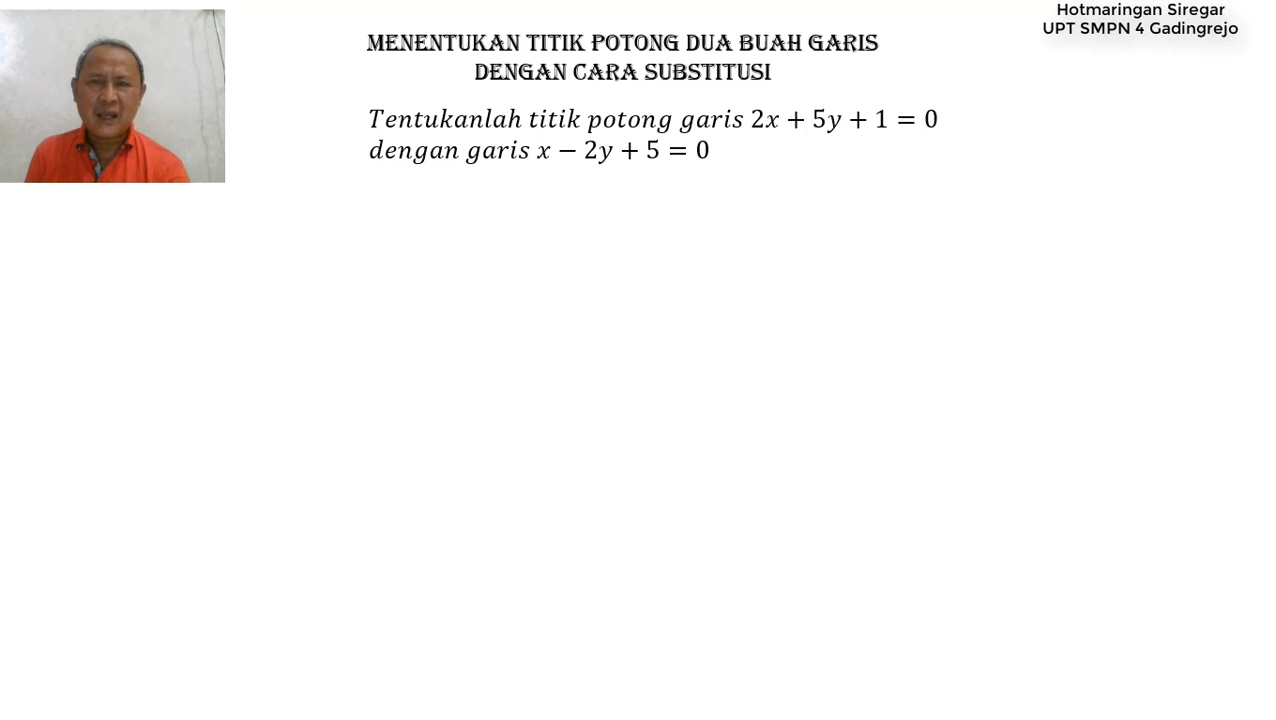 Hotmaringan Siregar
UPT SMPN 4 Gadingrejo
MENENTUKAN TITIK POTONG DUA BUAH GARIS
DENGAN CARA SUBSTITUSI
Tentukanlah titik potong garis 2x + 5y + 1 = 0
dengan garis x − 2y + 5 = 0